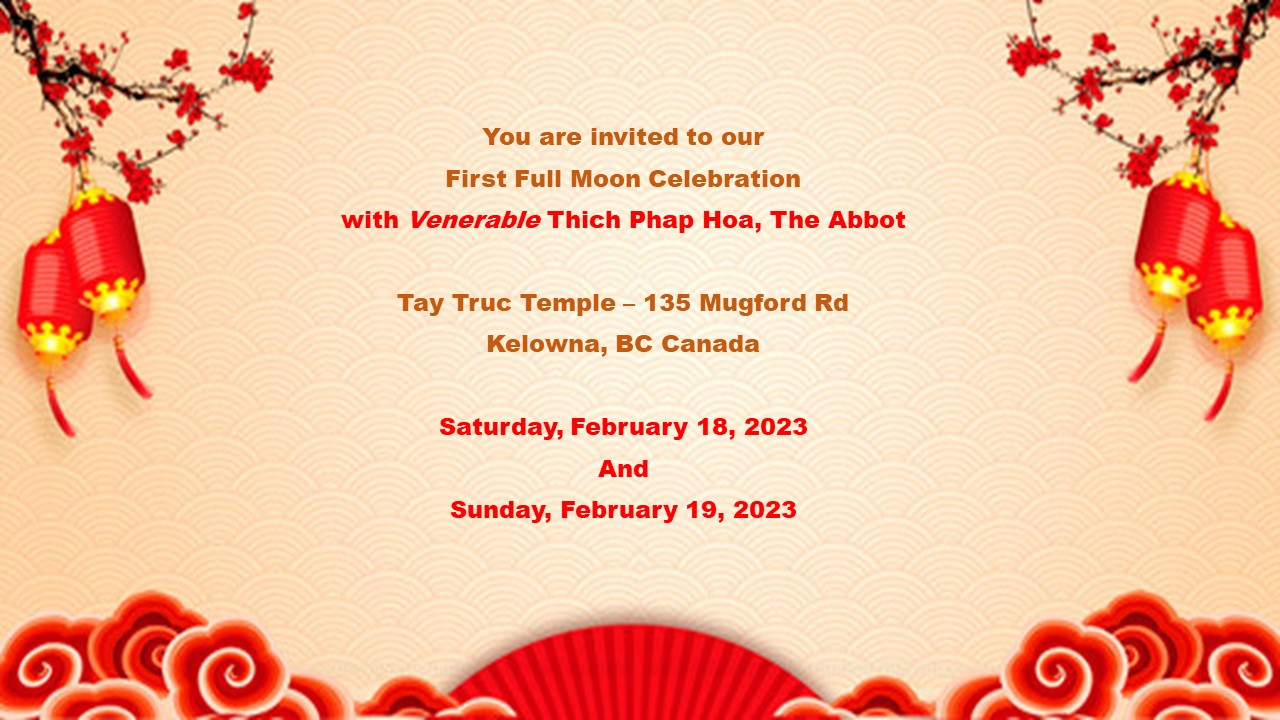 You are invited to our
First Full Moon Celebration
with Venerable Thich Phap Hoa, The Abbot
Tay Truc Temple – 135 Mugford Rd
Kelowna, BC Canada
Saturday, February 18, 2023
And
Sunday, February 19, 2023